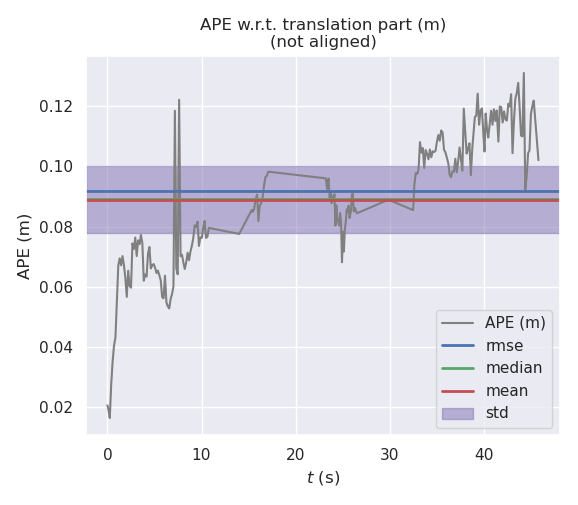 APE w.r.t. translation part (m)
(not aligned)
APE (m)
0.12
0.10
0.08
0.06
0.04
0.02
0
10
20
30
40
t (s)
APE (m)
rmse
median
mean
std